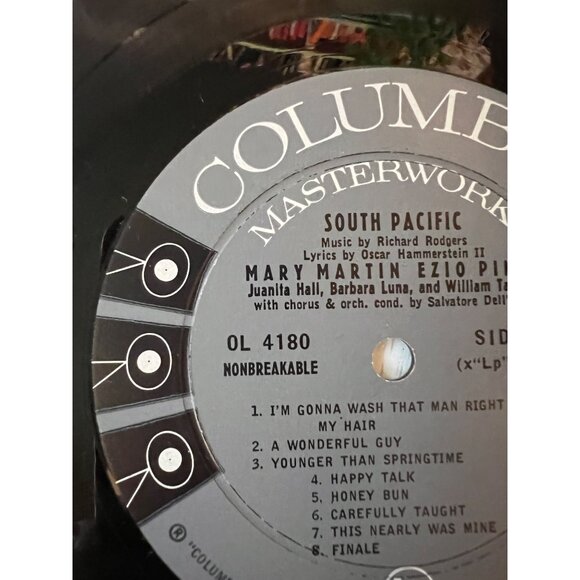 COLUMB
MASTERWORK
SOUTH PACIFIC
Music by Richard Rodgers
Lyrics by Oscar Hammerstein II
MARY MARTIN EZIO PIN
Juanita Hall, Barbara Luna, and William Ta
with chorus & orch. cond. by Salvatore Dell'
OL 4180 SID
NONBREAKABLE (x"Lp"
1. I'M GONNA WASH THAT MAN RIGHT
MY HAIR
2. A WONDERFUL GUY
3. YOUNGER THAN SPRINGTIME
4. HAPPY TALK
5. HONEY BUN
6. CAREFULLY TAUGHT
7. THIS NEARLY WAS MINE
8. FINALE
® "COLUM